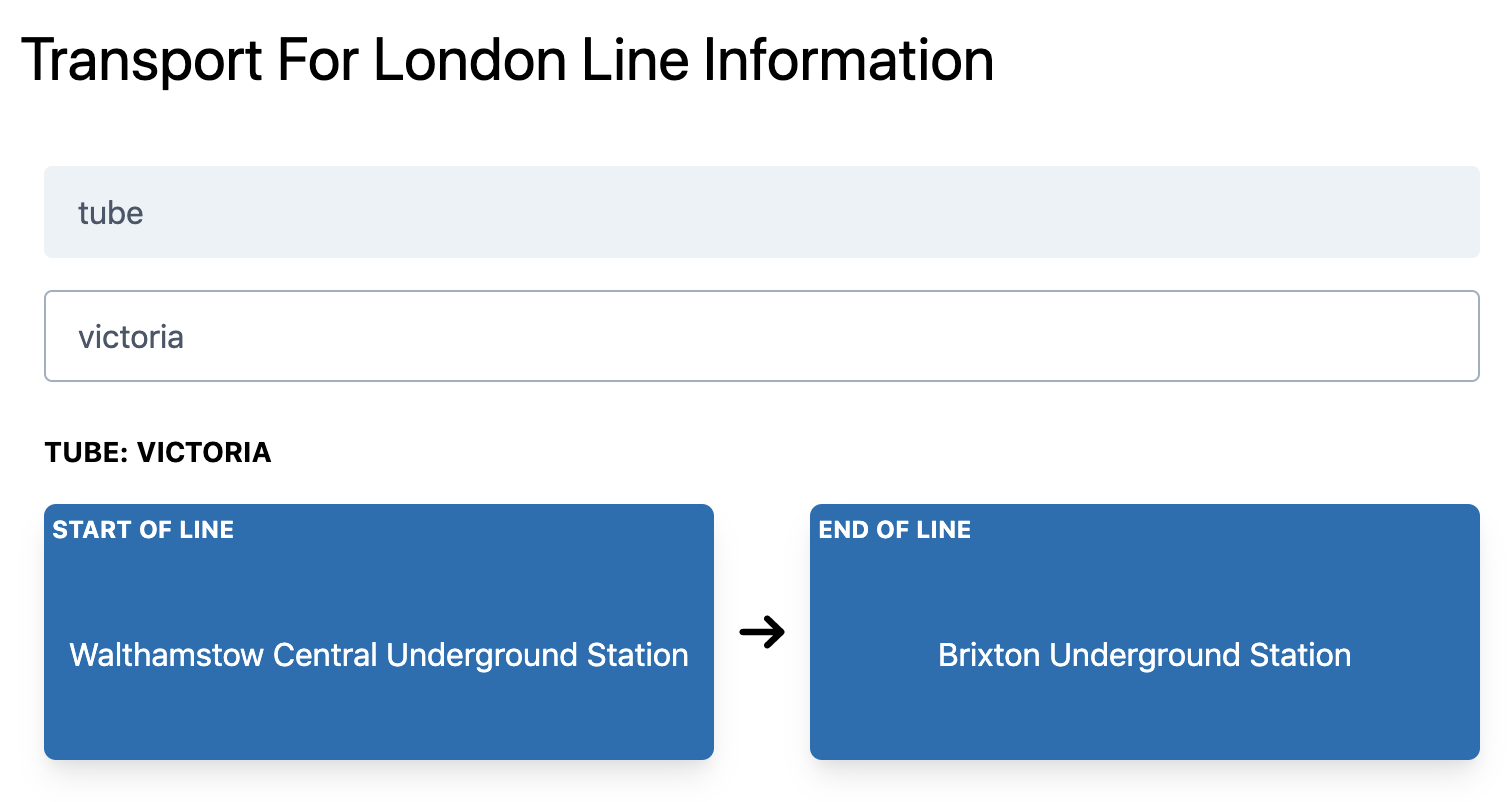 Transport For London Line Information
tube
victoria
TUBE: VICTORIA
START OF LINE
Walthamstow Central Underground Station
END OF LINE
Brixton Underground Station